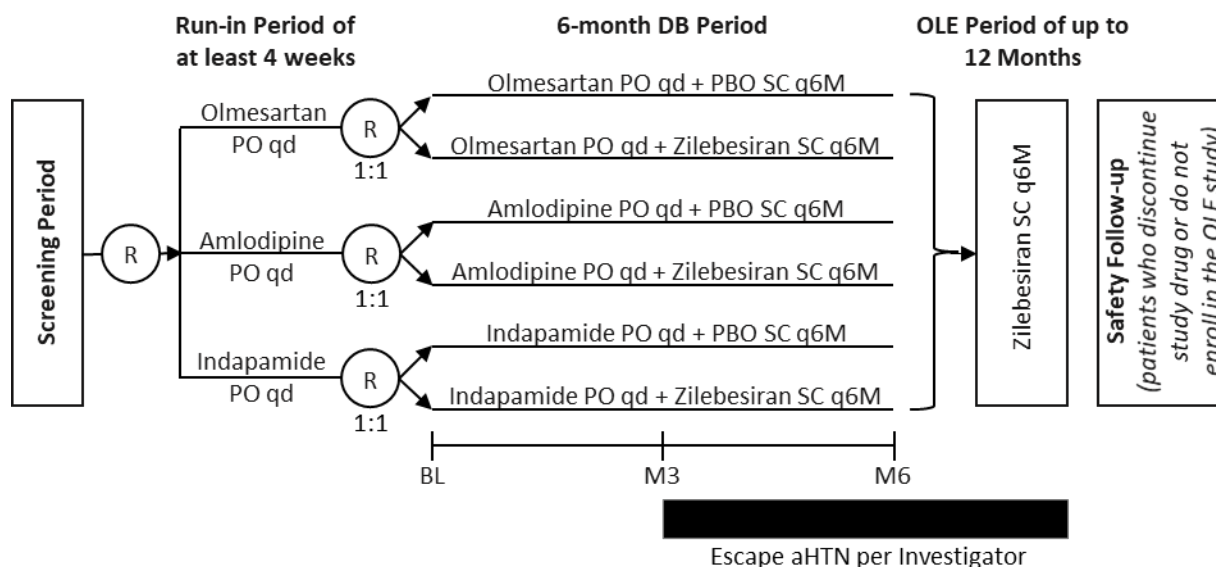 Run-in Period of
at least 4 weeks
6-month DB Period
OLE Period of up to
12 Months
Screening Period
R
Olmesartan
PO qd
R
1:1
Olmesartan PO qd + PBO SC q6M
Olmesartan PO qd + Zilebesiran SC q6M
Amlodipine
PO qd
R
1:1
Amlodipine PO qd + PBO SC q6M
Amlodipine PO qd + Zilebesiran SC q6M
Indapamide
PO qd
R
1:1
Indapamide PO qd + PBO SC q6M
Indapamide PO qd + Zilebesiran SC q6M
Zilebesiran SC q6M
Safety Follow-up
(patients who discontinue
study drug or do not
enroll in the OLE study)
BL
M3
M6
Escape aHTN per Investigator